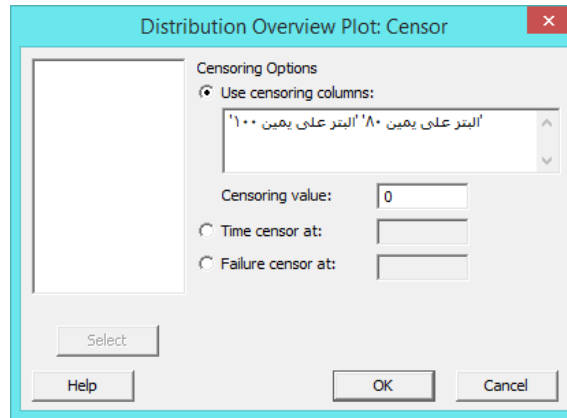 Distribution Overview Plot: Censor
Censoring Options
Use censoring columns:
'البتر على يمين ٨٠' 'البتر على يمين ١٠٠'
Censoring value:
0
Time censor at:
Failure censor at:
Select
Help
OK
Cancel